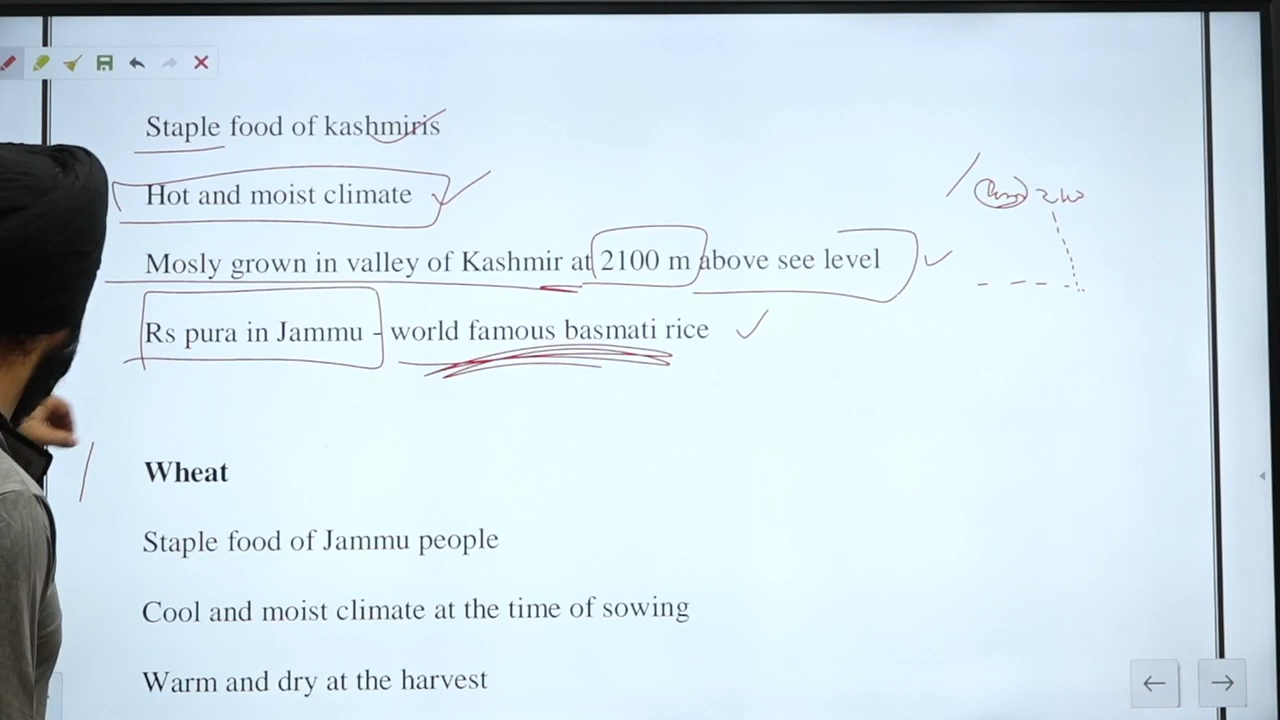 Staple food of kashmiris
Hot and moist climate
Mosly grown in valley of Kashmir at 2100 m above see level
Rs pura in Jammu - world famous basmati rice
Wheat
Staple food of Jammu people
Cool and moist climate at the time of sowing
Warm and dry at the harvest